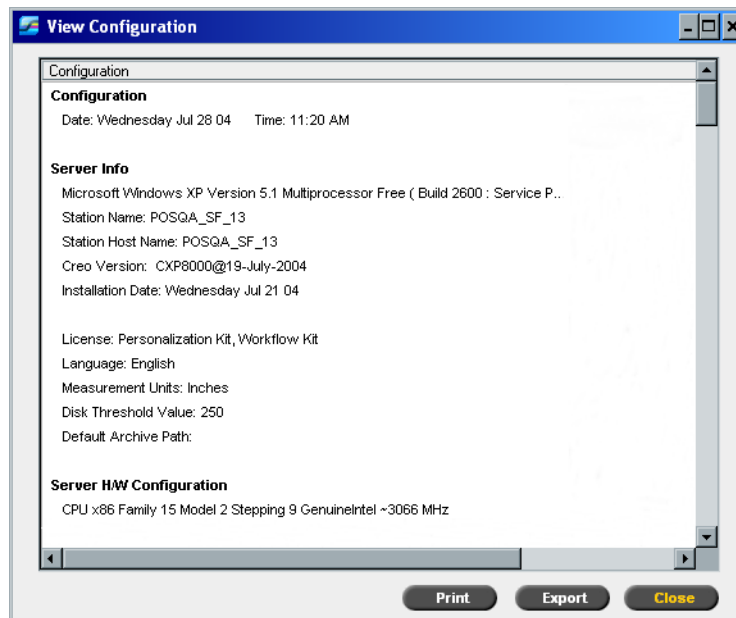 View Configuration
Configuration
Configuration
Date: Wednesday Jul 28 04 Time: 11:20 AM
Server Info
Microsoft Windows XP Version 5.1 Multiprocessor Free ( Build 2600 : Service P..
Station Name: POSQA_SF_13
Station Host Name: POSQA_SF_13
Creo Version: CXP8000@19-July-2004
Installation Date: Wednesday Jul 21 04
License: Personalization Kit, Workflow Kit
Language: English
Measurement Units: Inches
Disk Threshold Value: 250
Default Archive Path:
Server H/W Configuration
CPU x86 Family 15 Model 2 Stepping 9 GenuineIntel ~3066 MHz
Print Export Close